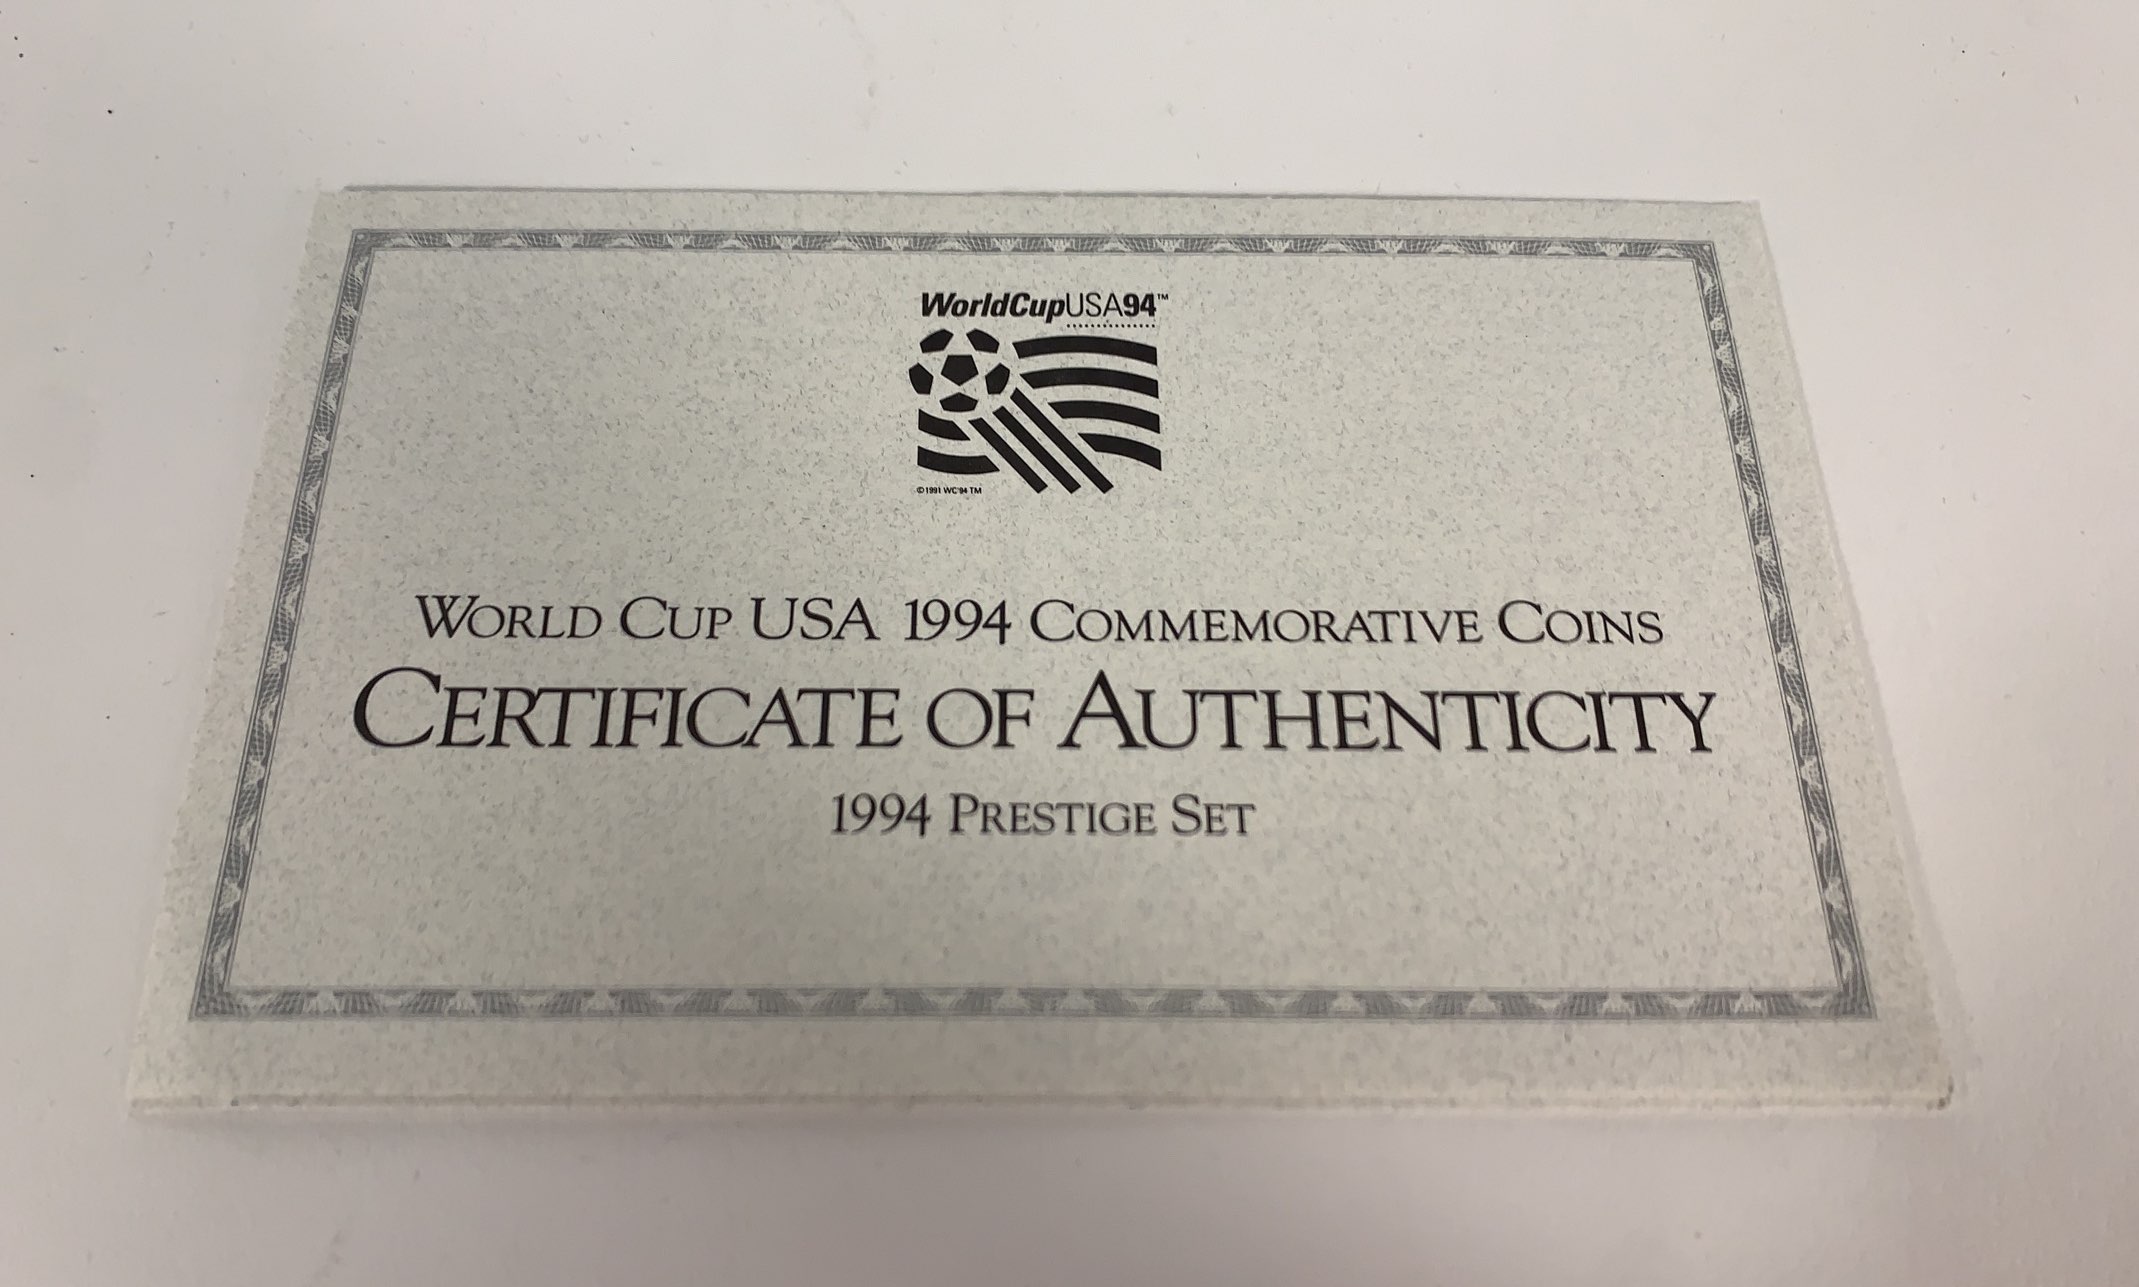 WorldCupUSA94™
©1991 WC'94 TM
WORLD CUP USA 1994 COMMEMORATIVE COINS
CERTIFICATE OF AUTHENTICITY
1994 PRESTIGE SET